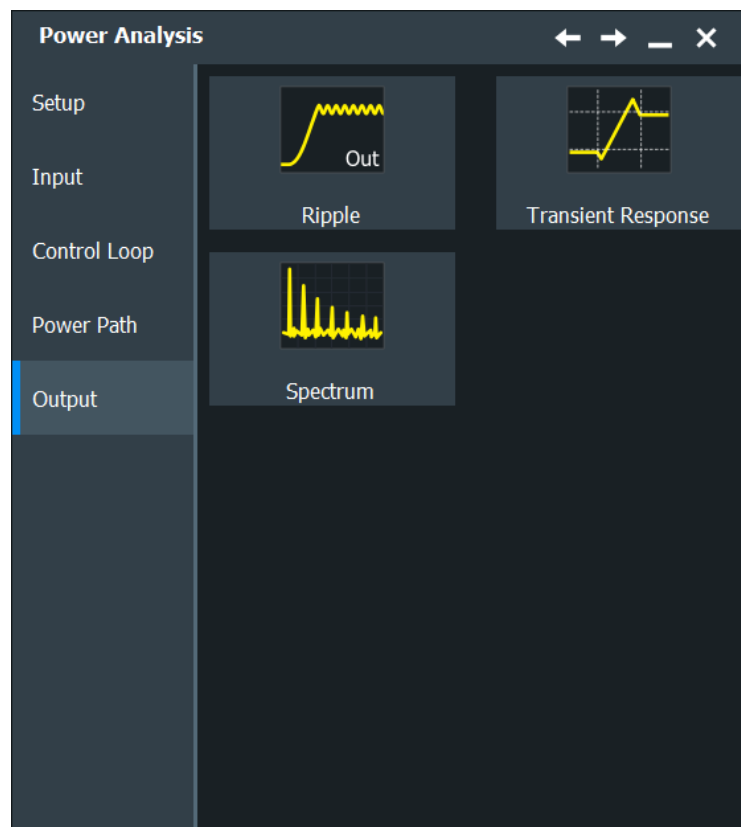 Power Analysis
Setup
Input
Control Loop
Power Path
Output
Out
Ripple
Transient Response
Spectrum